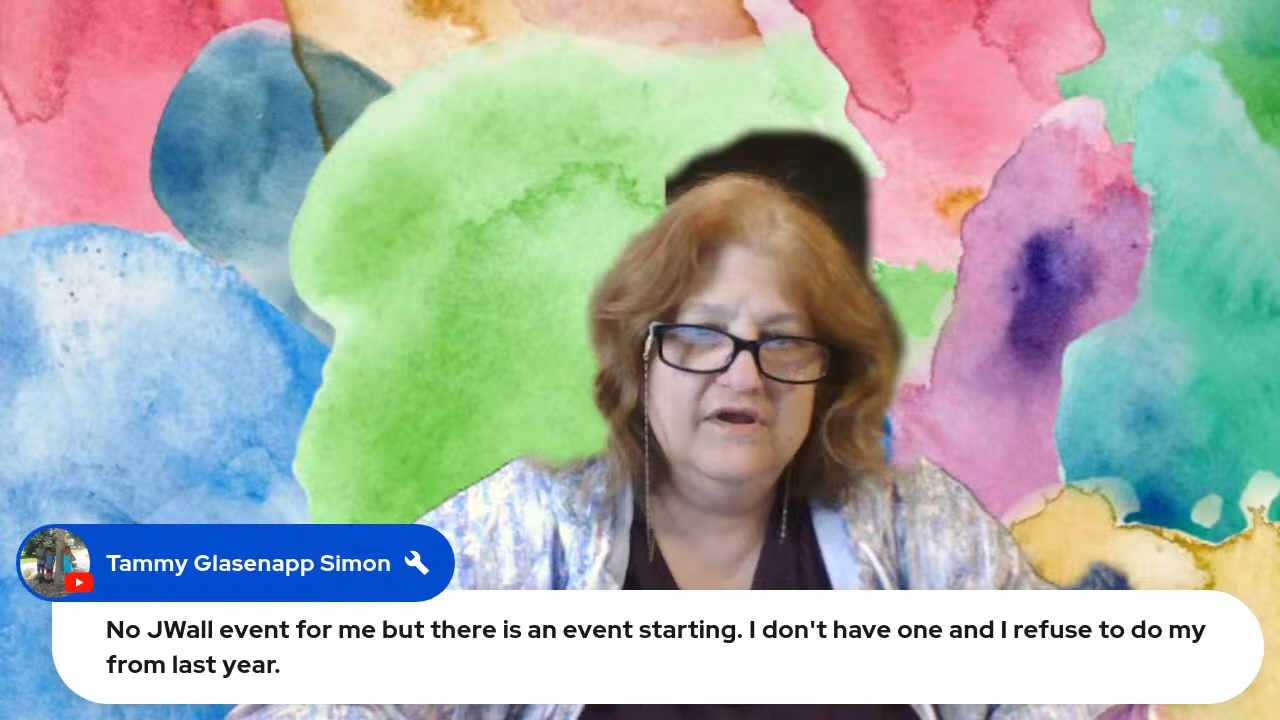 Tammy Glasenapp Simon
No JWall event for me but there is an event starting. I don't have one and I refuse to do my
from last year.